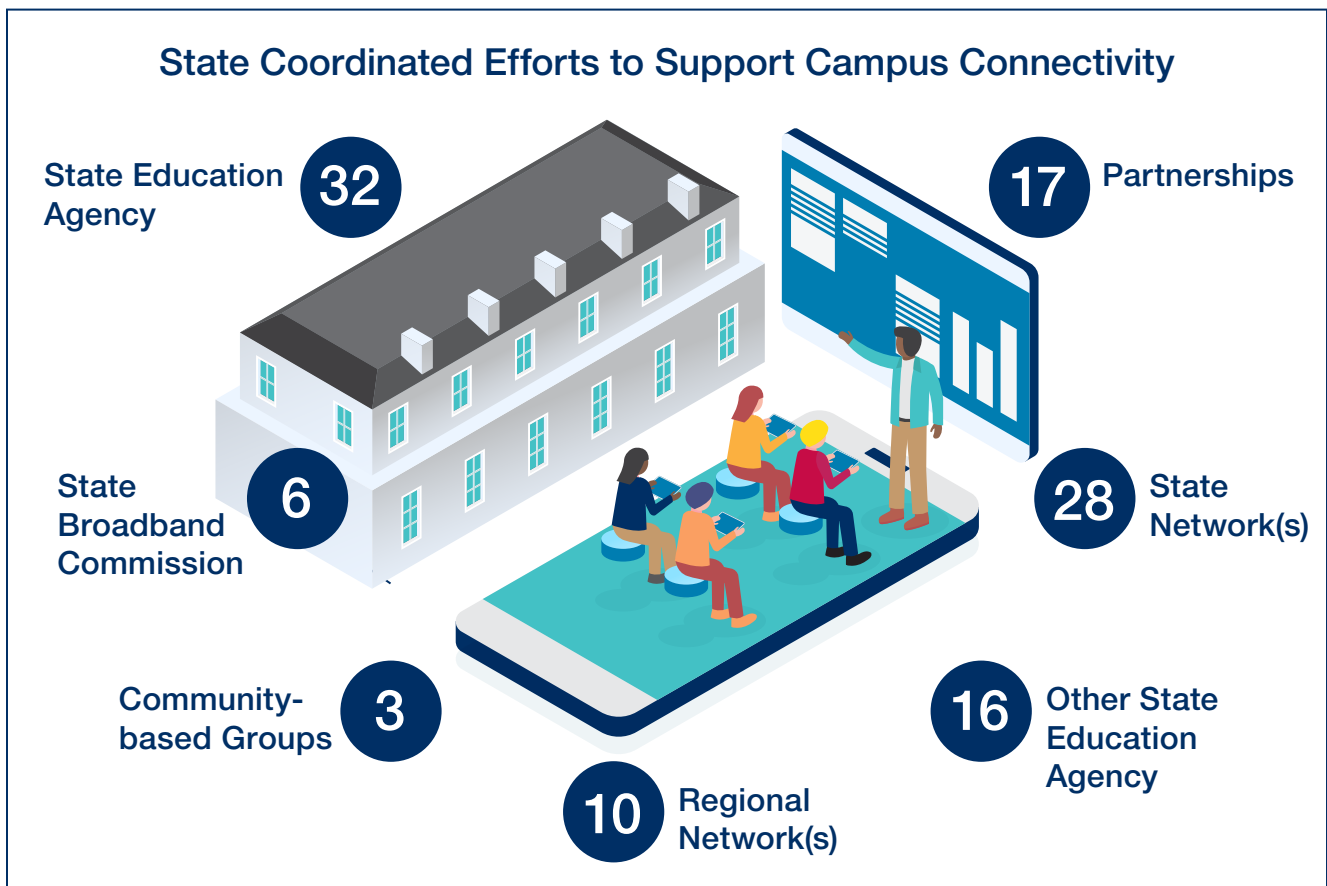 State Coordinated Efforts to Support Campus Connectivity
State Education
Agency
32
17
Partnerships
State
Broadband
Commission
6
28
State
Network(s)
Community-
based Groups
3
16
Other State
Education
Agency
10
Regional
Network(s)